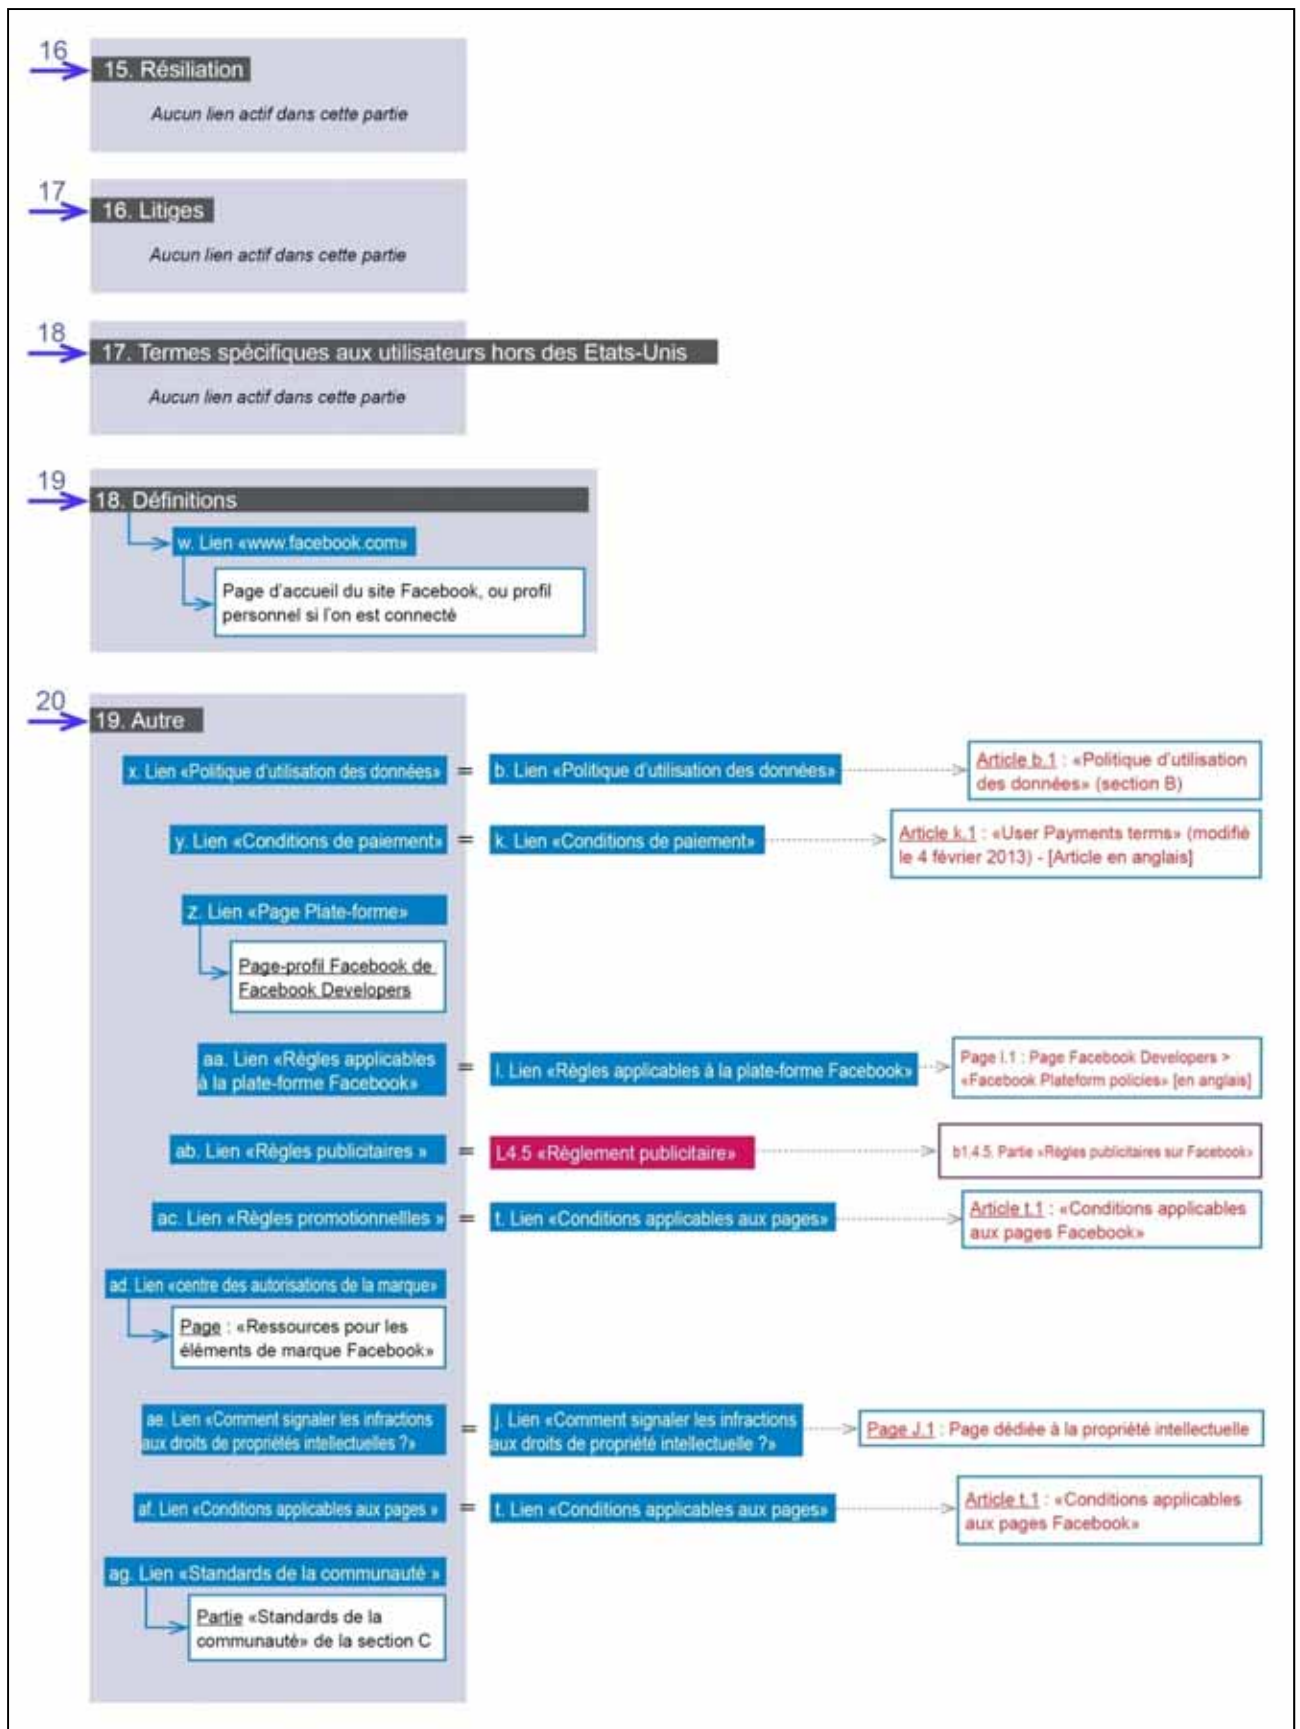 16
15. Résiliation
Aucun lien actif dans cette partie
17
16. Litiges
Aucun lien actif dans cette partie
18
17. Termes spécifiques aux utilisateurs hors des Etats-Unis
Aucun lien actif dans cette partie
19
18. Définitions
w. Lien «www.facebook.com»
Page d'accueil du site Facebook, ou profil
personnel si l'on est connecté
20
19. Autre
x. Lien «Politique d'utilisation des données» = b. Lien «Politique d'utilisation des données»
Article b.1 : «Politique d'utilisation
des données» (section B)
y. Lien «Conditions de paiement» = k. Lien «Conditions de paiement»
Article k.1 : «User Payments terms» (modifié
le 4 février 2013) - [Article en anglais]
z. Lien «Page Plate-forme»
Page-profil Facebook de
Facebook Developers
aa. Lien «Règles applicables
à la plate-forme Facebook»
= l. Lien «Règles applicables à la plate-forme Facebook»
Page l.1 : Page Facebook Developers >
«Facebook Plateform policies» [en anglais]
ab. Lien «Règles publicitaires » = L4.5 «Règlement publicitaire»
b1.4.5. Partie «Règles publicitaires sur Facebook»
ac. Lien «Règles promotionnellles » = t. Lien «Conditions applicables aux pages»
Article t.1 : «Conditions applicables
aux pages Facebook»
ad. Lien «centre des autorisations de la marque»
Page : «Ressources pour les
éléments de marque Facebook»
ae. Lien «Comment signaler les infractions
aux droits de propriétés intellectuelles ?»
=
j. Lien «Comment signaler les infractions
aux droits de propriété intellectuelle ?»
Page J.1 : Page dédiée à la propriété intellectuelle
af. Lien «Conditions applicables aux pages » = t. Lien «Conditions applicables aux pages»
Article t.1 : «Conditions applicables
aux pages Facebook»
ag. Lien «Standards de la communauté »
Partie «Standards de la
communauté» de la section C